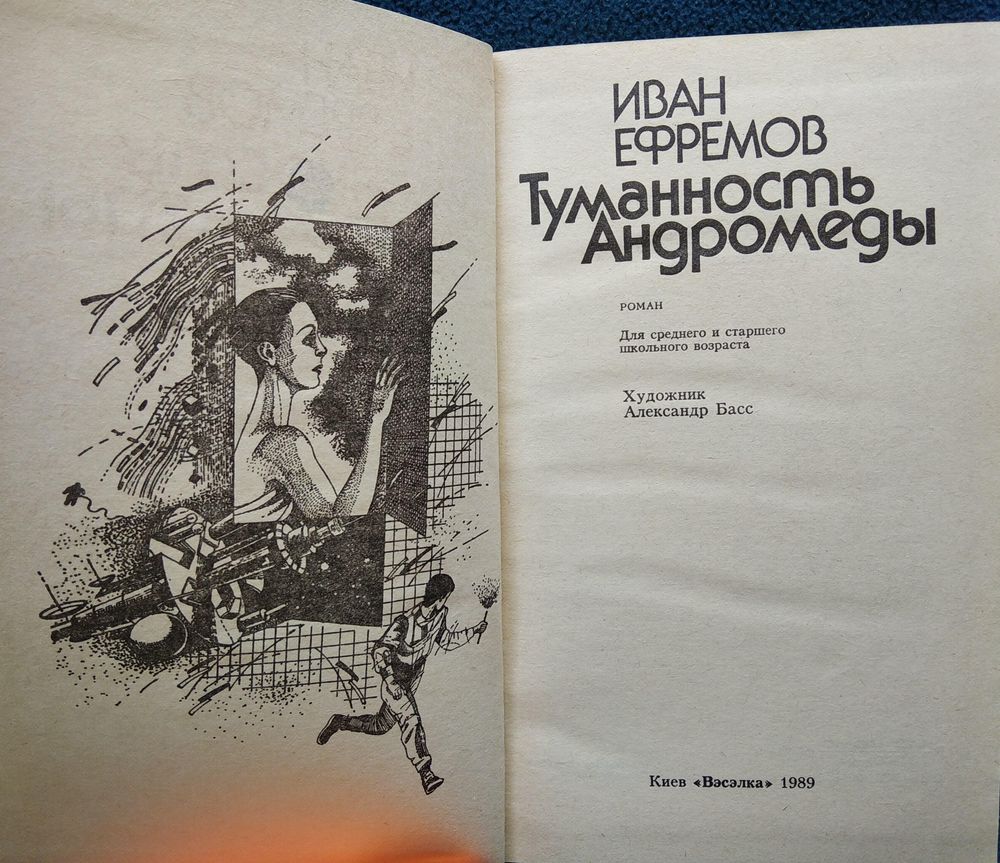 ИВАН
ЕФРЕМОВ
Туманность
Андромеды
РОМАН
Для среднего и старшего
школьного возраста
Художник
Александр Басс
Киев «Вэсэлка» 1989